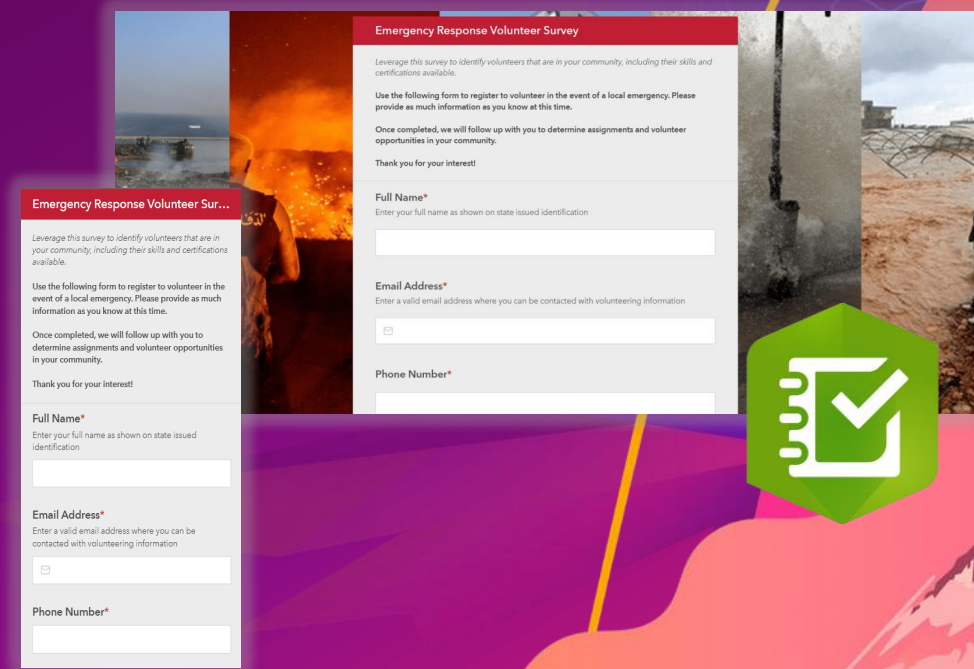 Emergency Response Volunteer Survey
Leverage this survey to identify volunteers that are in your community, including their skills and
certifications available.
Use the following form to register to volunteer in the event of a local emergency. Please
provide as much information as you know at this time.
Once completed, we will follow up with you to determine assignments and volunteer
opportunities in your community.
Thank you for your interest!
Full Name*
Enter your full name as shown on state issued identification
Email Address*
Enter a valid email address where you can be contacted with volunteering information
Phone Number*
Emergency Response Volunteer Sur...
Leverage this survey to identify volunteers that are in
your community, including their skills and certifications
available.
Use the following form to register to volunteer in the
event of a local emergency. Please provide as much
information as you know at this time.
Once completed, we will follow up with you to
determine assignments and volunteer opportunities
in your community.
Thank you for your interest!
Full Name*
Enter your full name as shown on state issued
identification
Email Address*
Enter a valid email address where you can be
contacted with volunteering information
Phone Number*